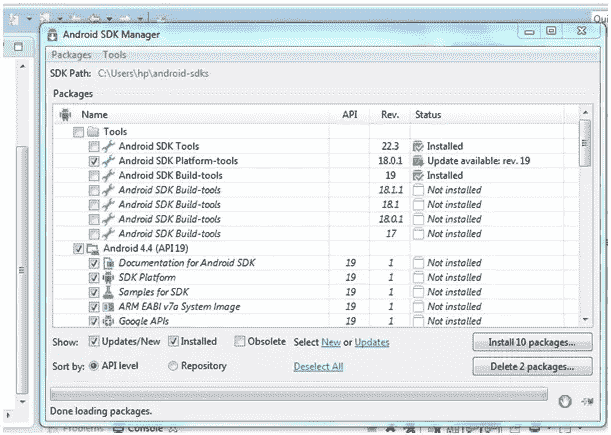 Qui
Android SDK Manager
Packages Tools
SDK Path: C:\Users\hp\android-sdks
Packages
Name API Rev. Status
Tools
Android SDK Tools 22.3 Installed
Android SDK Platform-tools 18.0.1 Update available: rev. 19
Android SDK Build-tools 19 Installed
Android SDK Build-tools 18.1.1 Not installed
Android SDK Build-tools 18.1 Not installed
Android SDK Build-tools 18.0.1 Not installed
Android SDK Build-tools 17 Not installed
Android 4.4 (API 19)
Documentation for Android SDK 19 1 Not installed
SDK Platform 19 1 Not installed
Samples for SDK 19 1 Not installed
ARM EABI v7a System Image 19 1 Not installed
Google APIs 19 1 Not installed
Show: Updates/New Installed Obsolete Select New or Updates Install 10 packages...
Sort by: API level Repository Deselect All Delete 2 packages...
Done loading packages.
Problems Console